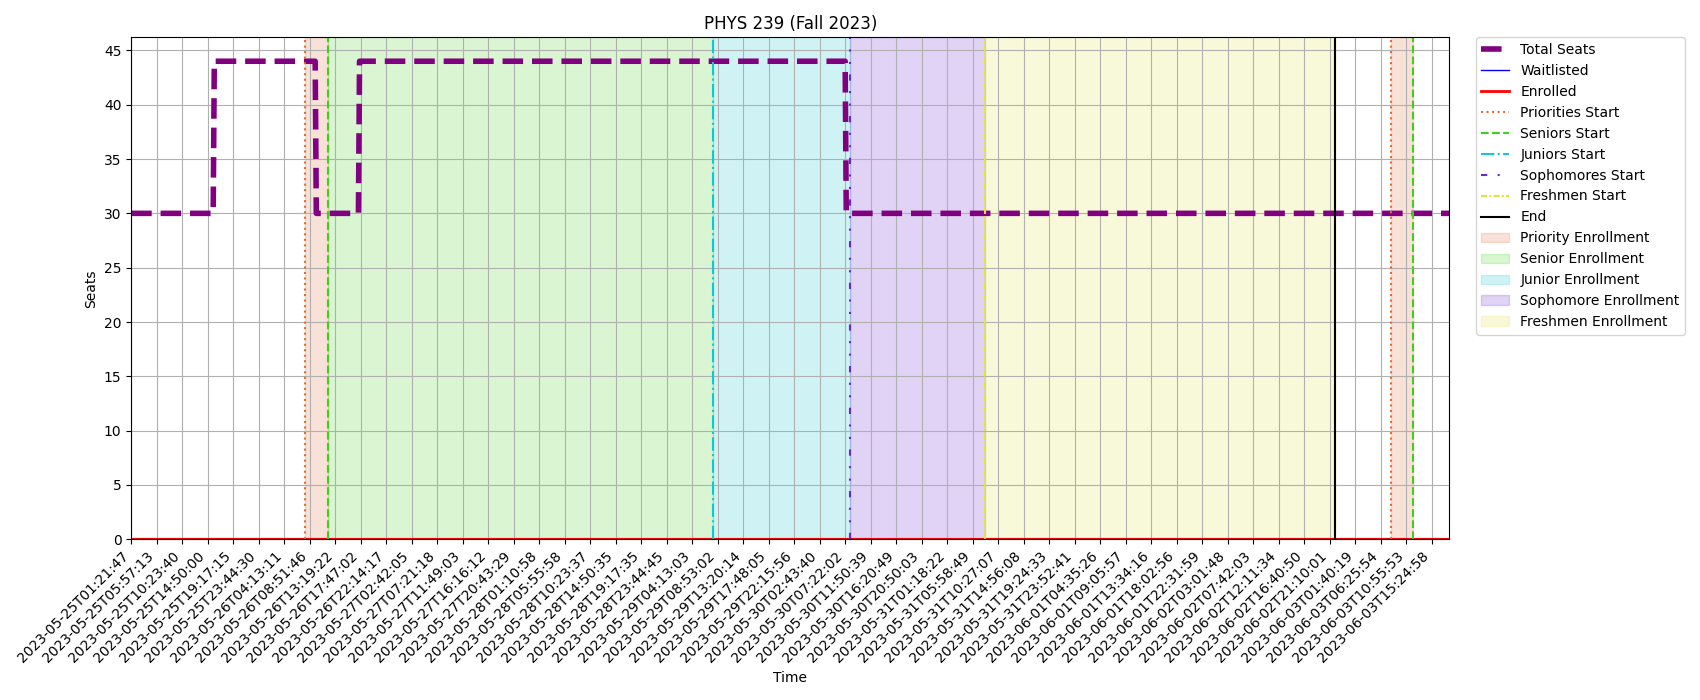 PHYS 239 (Fall 2023)
Seats
45
40
35
30
25
20
15
10
5
0
2023-05-25T01:21:47
2023-05-25T05:57:13
2023-05-25T10:23:40
2023-05-25T14:50:00
2023-05-25T19:17:15
2023-05-25T23:44:30
2023-05-26T04:13:11
2023-05-26T08:51:46
2023-05-26T13:19:22
2023-05-26T17:47:02
2023-05-26T22:14:17
2023-05-27T02:42:05
2023-05-27T07:21:18
2023-05-27T11:49:03
2023-05-27T16:16:12
2023-05-27T20:43:29
2023-05-28T01:10:58
2023-05-28T05:55:58
2023-05-28T10:23:37
2023-05-28T14:50:35
2023-05-28T19:17:35
2023-05-28T23:44:45
2023-05-29T04:13:03
2023-05-29T08:53:02
2023-05-29T13:20:14
2023-05-29T17:48:05
2023-05-29T22:15:56
2023-05-30T02:43:40
2023-05-30T07:22:02
2023-05-30T11:50:39
2023-05-30T16:20:49
2023-05-30T20:50:03
2023-05-31T01:18:22
2023-05-31T05:58:49
2023-05-31T10:27:07
2023-05-31T14:56:08
2023-05-31T19:24:33
2023-05-31T23:52:41
2023-06-01T04:35:26
2023-06-01T09:05:57
2023-06-01T13:34:16
2023-06-01T18:02:56
2023-06-01T22:31:59
2023-06-02T03:01:48
2023-06-02T07:42:03
2023-06-02T12:11:34
2023-06-02T16:40:50
2023-06-02T21:10:01
2023-06-03T01:40:19
2023-06-03T06:25:54
2023-06-03T10:55:53
2023-06-03T15:24:58
Time
Total Seats
Waitlisted
Enrolled
Priorities Start
Seniors Start
Juniors Start
Sophomores Start
Freshmen Start
End
Priority Enrollment
Senior Enrollment
Junior Enrollment
Sophomore Enrollment
Freshmen Enrollment